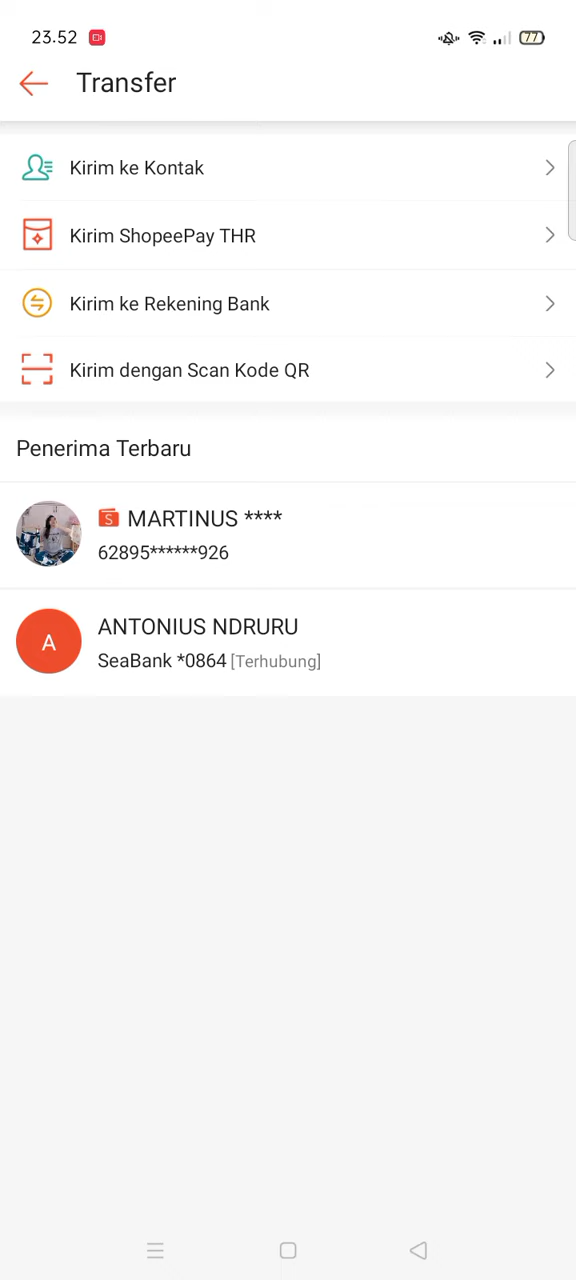 23.52
77
Transfer
Kirim ke Kontak
Kirim ShopeePay THR
Kirim ke Rekening Bank
Kirim dengan Scan Kode QR
Penerima Terbaru
S MARTINUS ****
62895******926
A
ANTONIUS NDRURU
SeaBank *0864 [Terhubung]